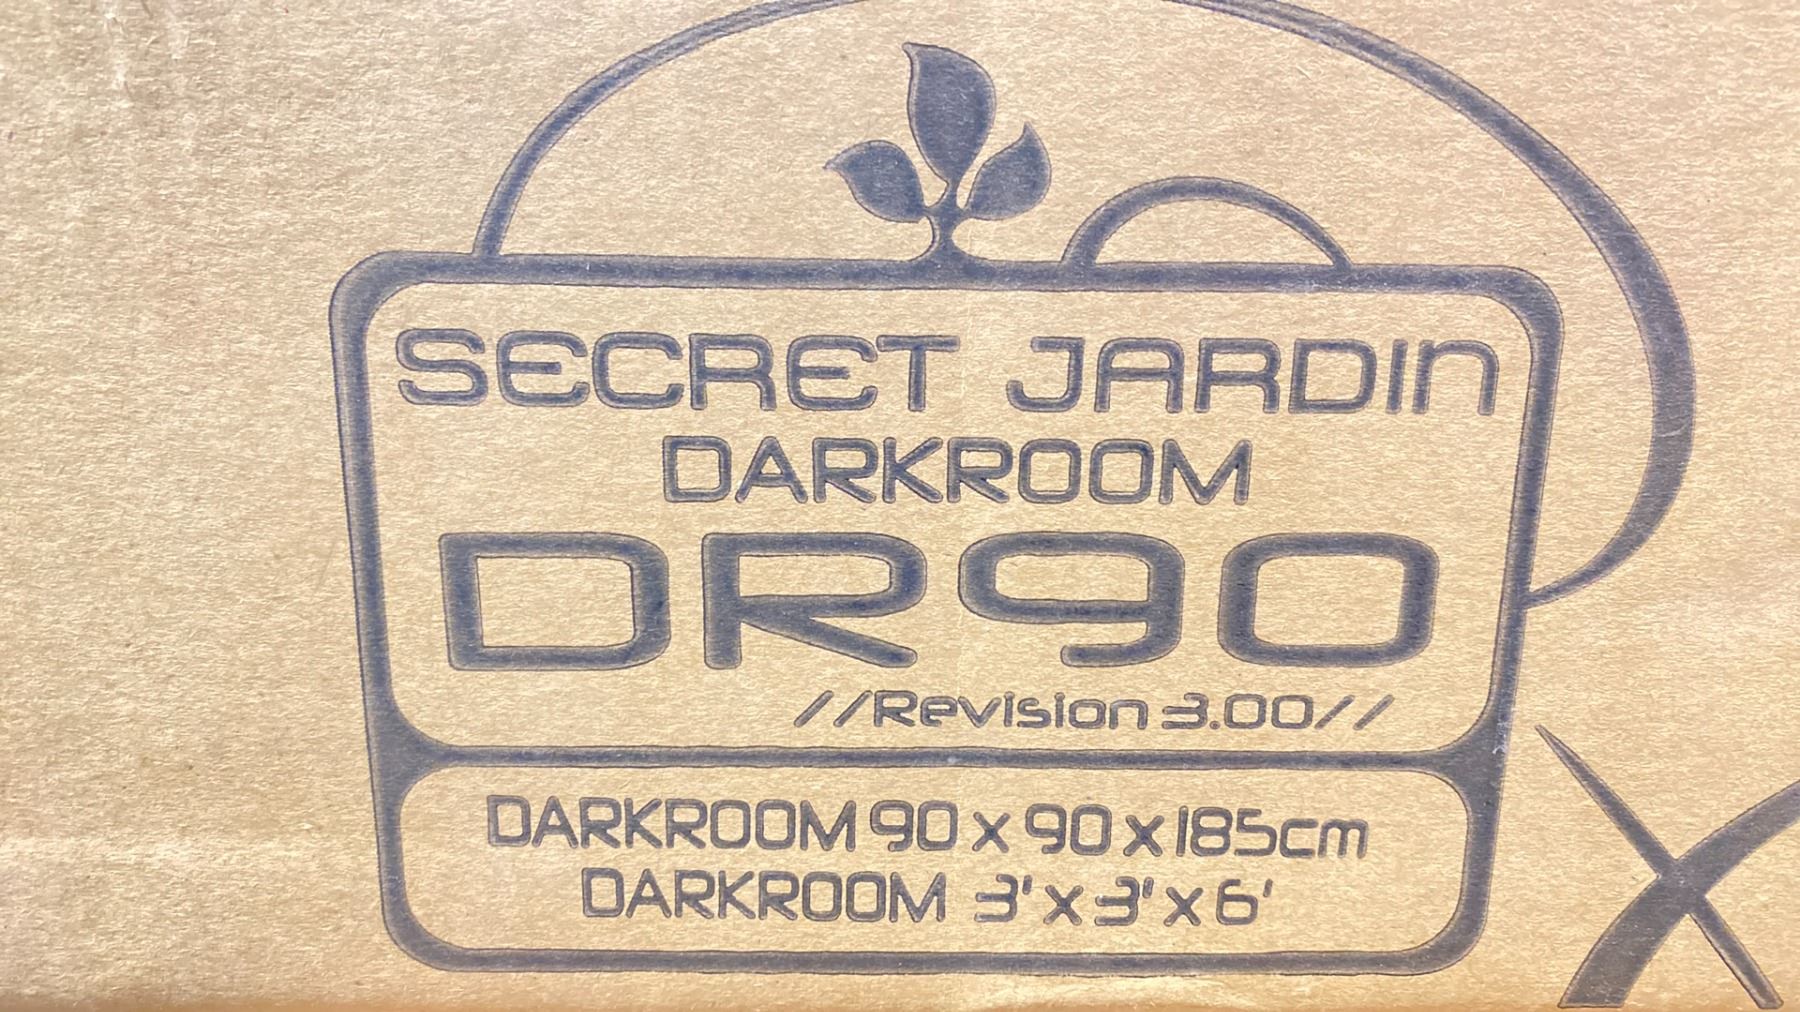 SECRET JARDIN
DARKROOM
DR90
//Revision 3.00//
DARKROOM 90 x 90 x 185cm
DARKROOM 3' x 3' x 6'